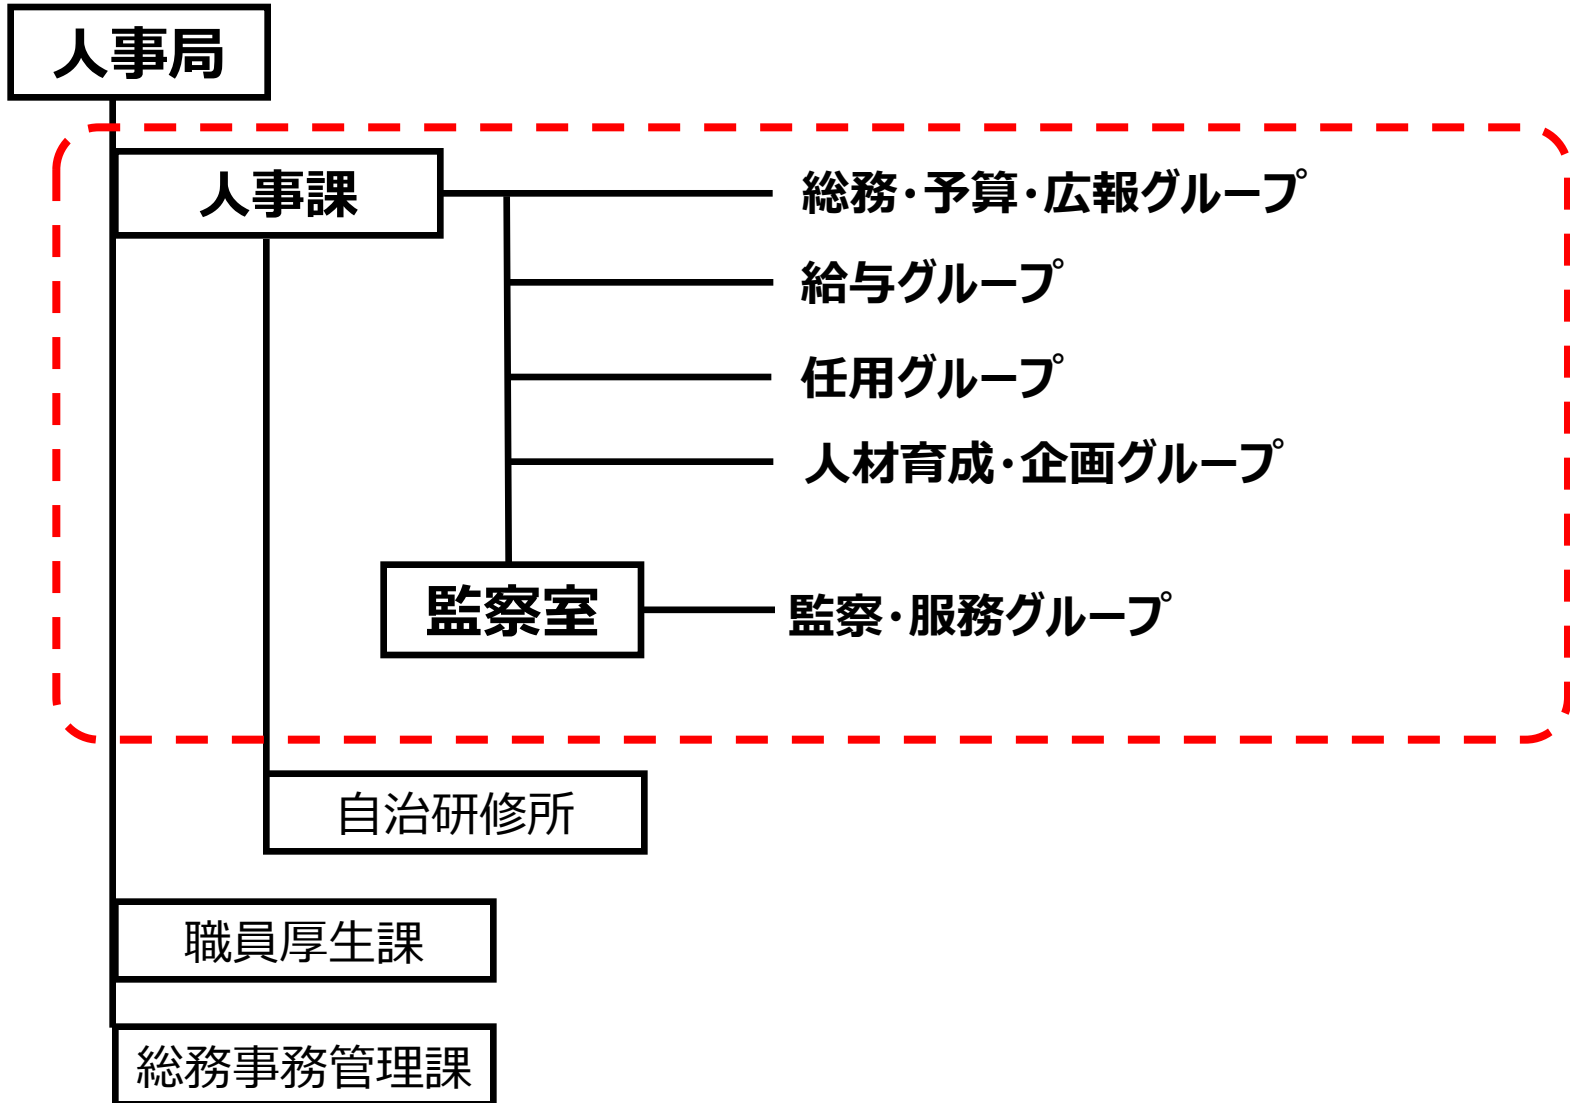 人事局
人事課
総務・予算・広報グループ
給与グループ
任用グループ
人材育成・企画グループ
監察室
監察・服務グループ
自治研修所
職員厚生課
総務事務管理課